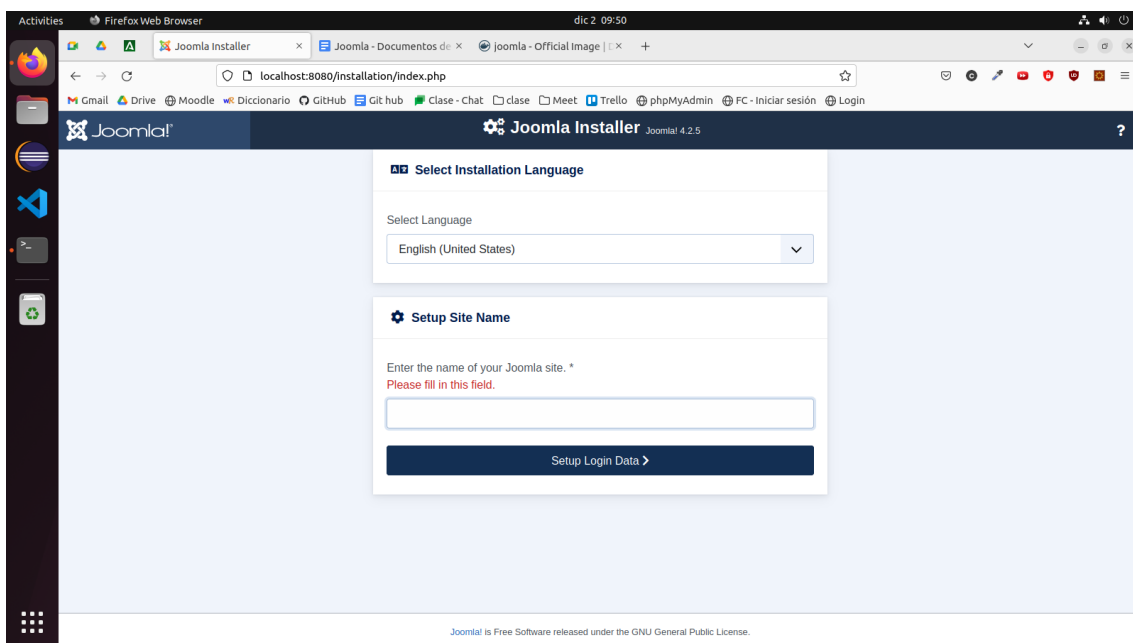 Activities Firefox Web Browser dic 2 09:50
Joomla Installer × Joomla - Documentos de × joomla - Official Image | × +
localhost:8080/installation/index.php
Gmail Drive Moodle Diccionario GitHub Git hub Clase - Chat clase Meet Trello phpMyAdmin FC - Iniciar sesión Login
Joomla!® Joomla Installer Joomla! 4.2.5 ?
Select Installation Language
Select Language
English (United States)
Setup Site Name
Enter the name of your Joomla site. *
Please fill in this field.
Setup Login Data
Joomla! is Free Software released under the GNU General Public License.